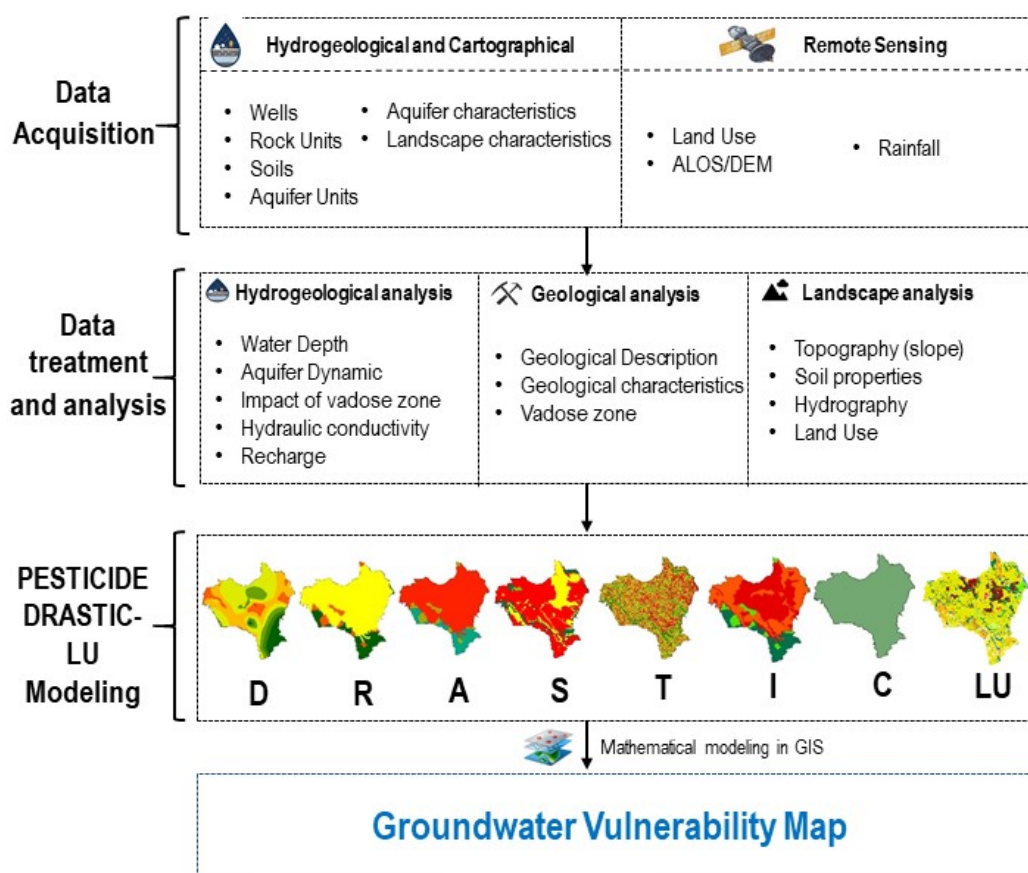 Data
Acquisition
Hydrogeological and Cartographical
• Wells
• Rock Units
• Soils
• Aquifer Units
• Aquifer characteristics
• Landscape characteristics
Remote Sensing
• Land Use
• ALOS/DEM
• Rainfall
Data
treatment
and analysis
Hydrogeological analysis
• Water Depth
• Aquifer Dynamic
• Impact of vadose zone
• Hydraulic conductivity
• Recharge
Geological analysis
• Geological Description
• Geological characteristics
• Vadose zone
Landscape analysis
• Topography (slope)
• Soil properties
• Hydrography
• Land Use
PESTICIDE
DRASTIC-
LU
Modeling
D R A S T I C LU
Mathematical modeling in GIS
Groundwater Vulnerability Map